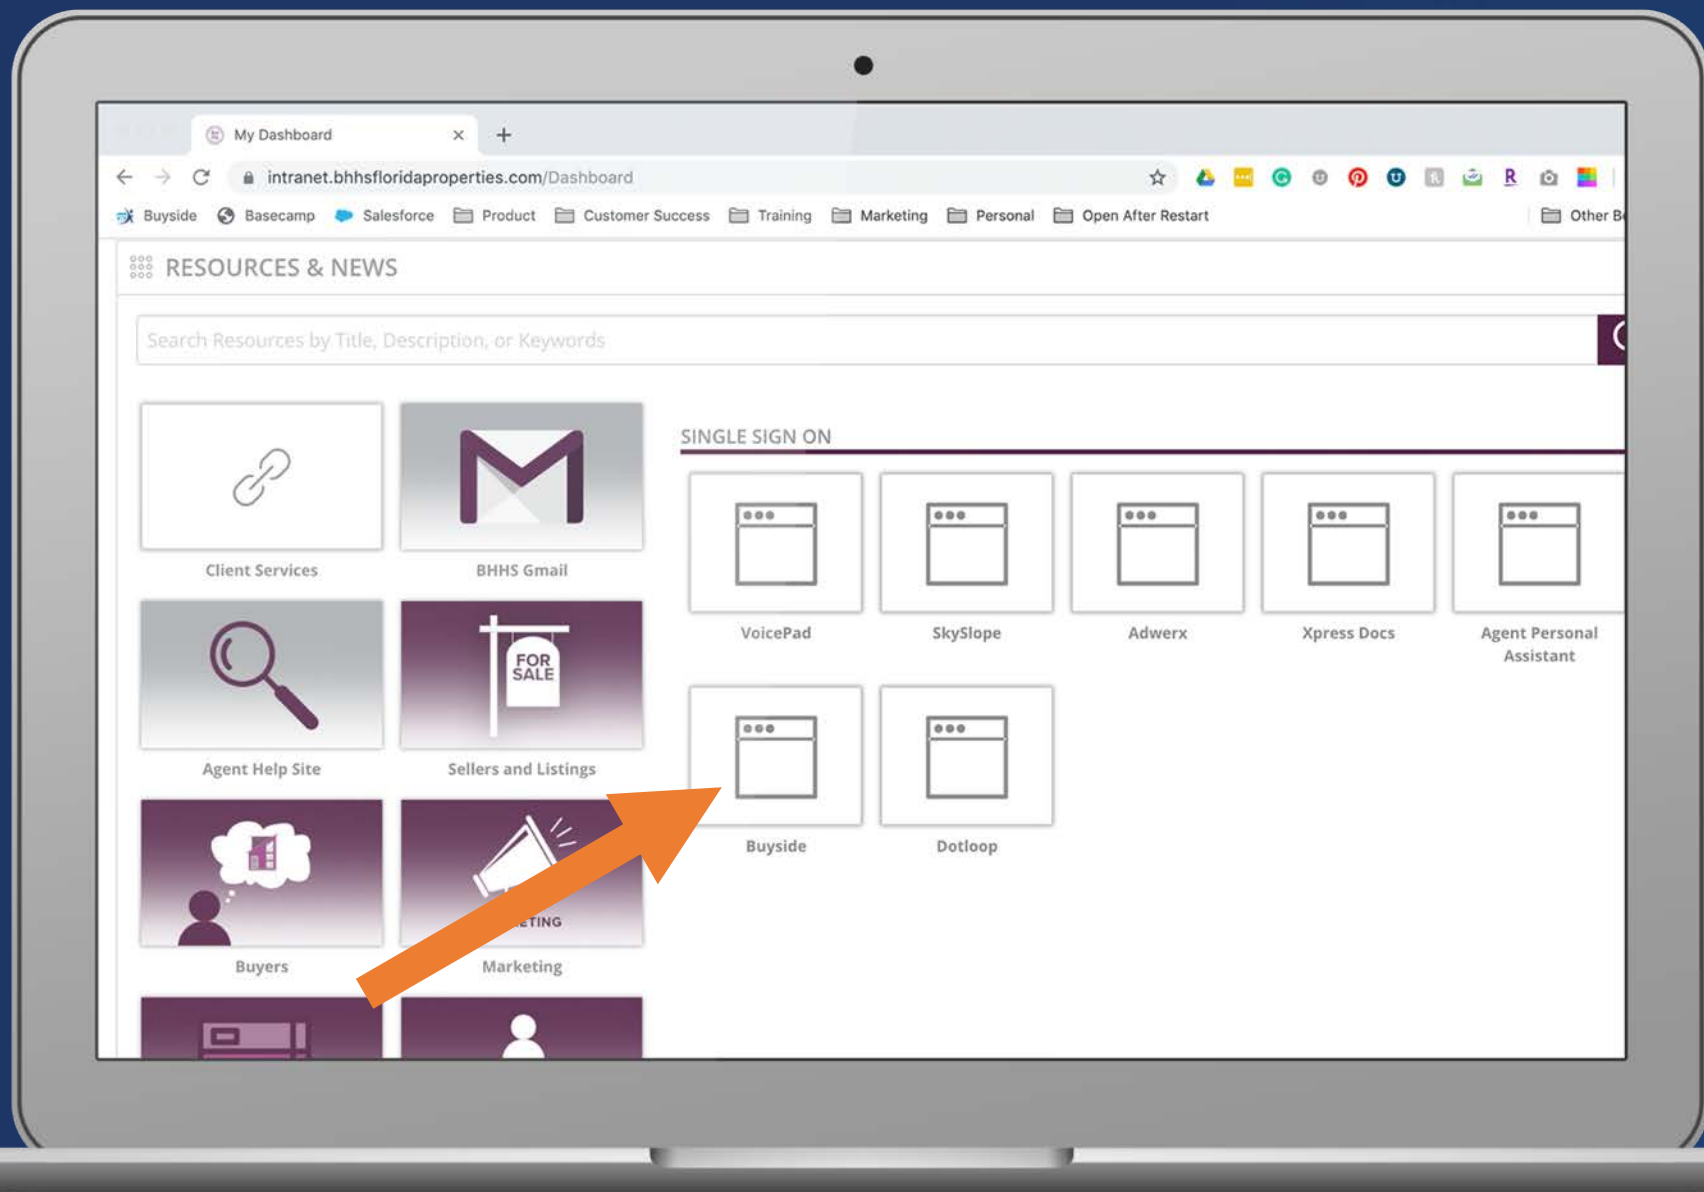 My Dashboard
intranet.bhhsfloridaproperties.com/Dashboard
Buyside Basecamp Salesforce Product Customer Success Training Marketing Personal Open After Restart Other
RESOURCES & NEWS
Search Resources by Title, Description, or Keywords
SINGLE SIGN ON
Client Services
BHHS Gmail
VoicePad
SkySlope
Adwerx
Xpress Docs
Agent Personal
Assistant
FOR
SALE
Agent Help Site
Sellers and Listings
Buyside
Dotloop
ETING
Buyers
Marketing